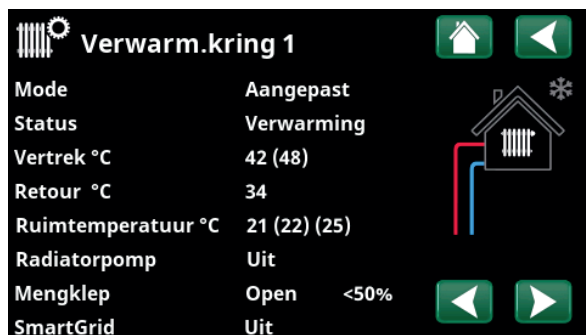 Verwarm.kring 1
Mode Aangepast
Status Verwarming
Vertrek °C 42 (48)
Retour °C 34
Ruimtemperatuur °C 21 (22) (25)
Radiatorpomp Uit
Mengklep Open <50%
SmartGrid Uit